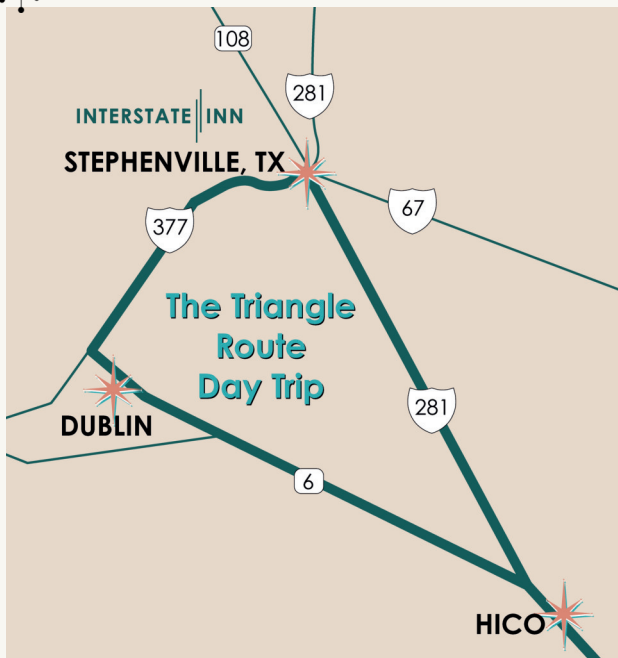 108
281
INTERSTATE INN
STEPHENVILLE, TX
67
377
The Triangle
Route
Day Trip
281
DUBLIN
6
HICO